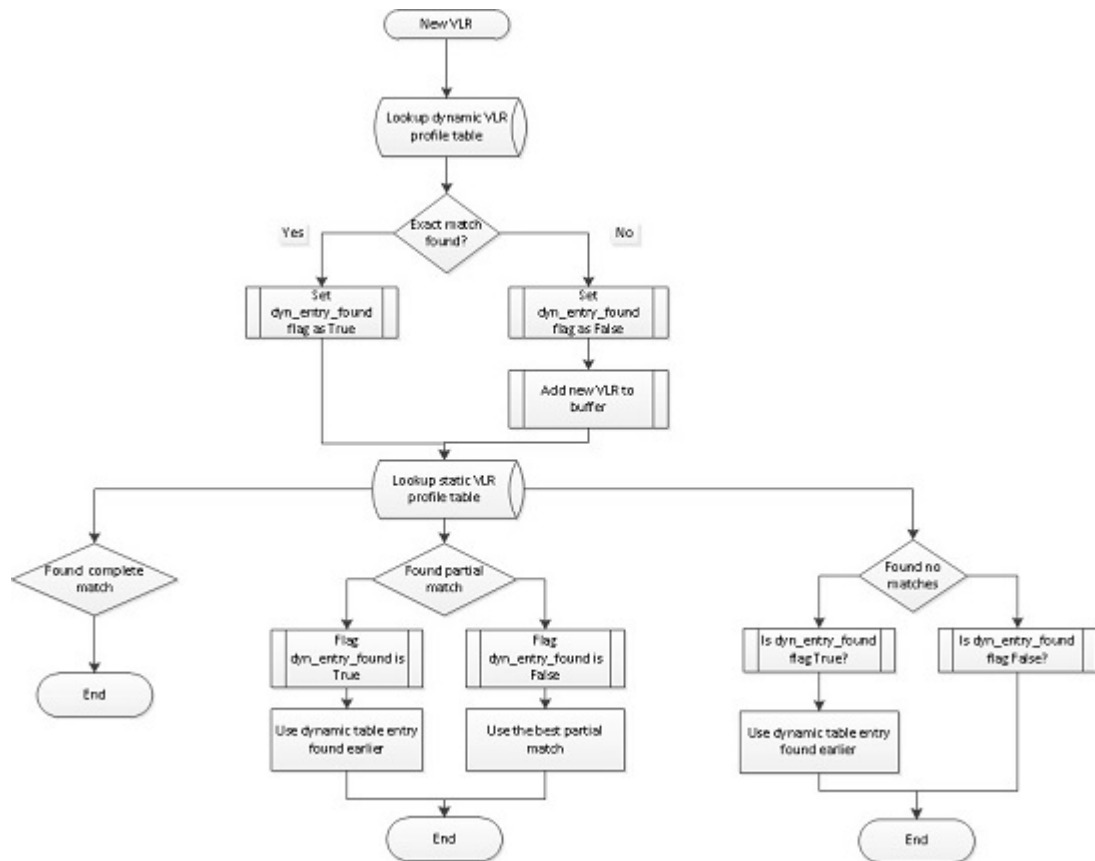 New VLR
Lookup dynamic VLR
profile table
Exact match
found?
Yes
No
Set
dyn_entry_found
flag as True
Set
dyn_entry_found
flag as False
Add new VLR to
buffer
Lookup static VLR
profile table
Found complete
match
Found partial
match
Found no
matches
Flag
dyn_entry_found is
True
Flag
dyn_entry_found is
False
Is dyn_entry_found
flag True?
Is dyn_entry_found
flag False?
End
Use dynamic table entry
found earlier
Use the best partial
match
Use dynamic table entry
found earlier
End
End